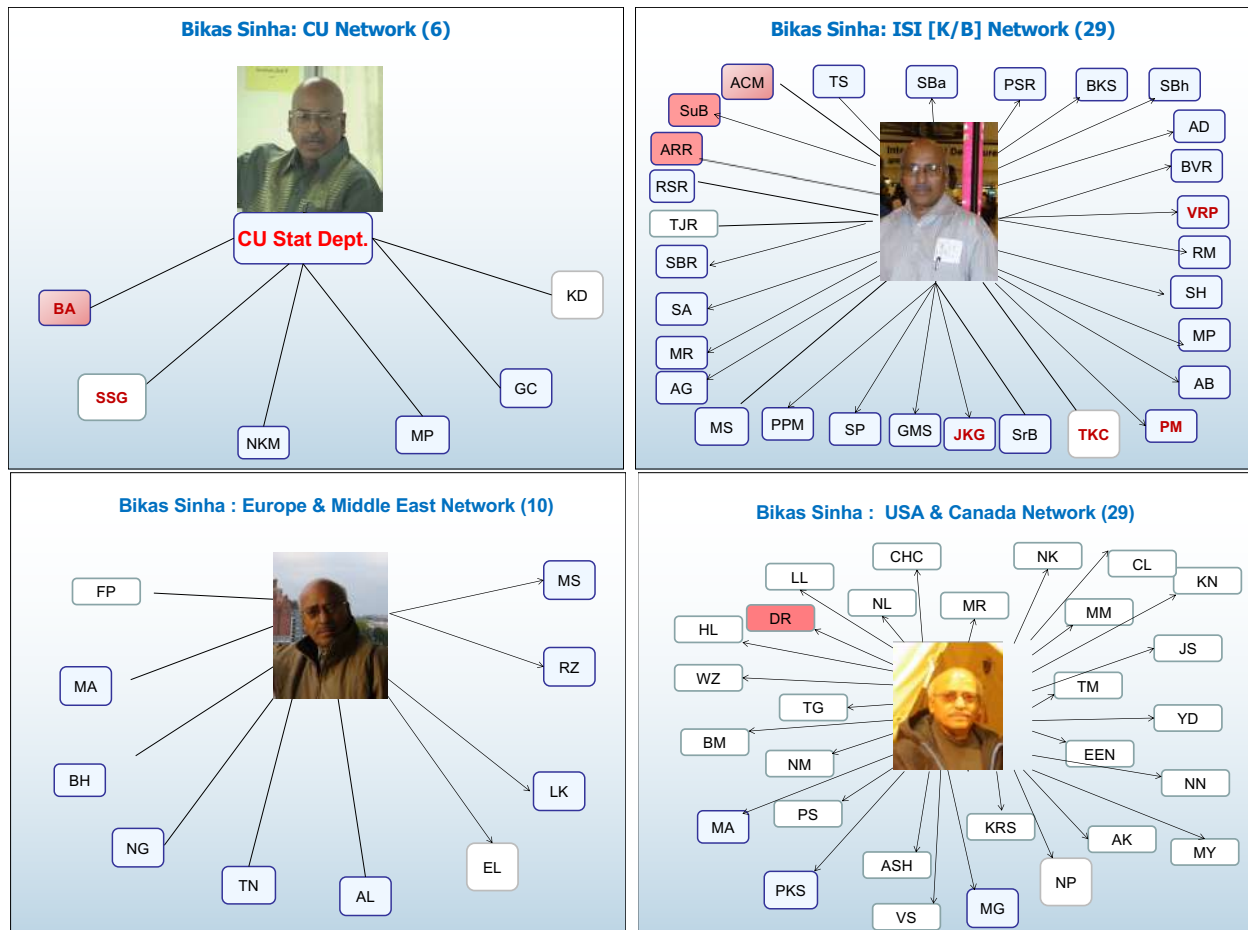 Bikas Sinha: CU Network (6)
CU Stat Dept.
BA
KD
SSG
GC
NKM
MP
Bikas Sinha: ISI [K/B] Network (29)
ACM
TS
SBa
PSR
BKS
SBh
SuB
AD
ARR
BVR
RSR
VRP
TJR
RM
SBR
SH
SA
MP
MR
AB
AG
MS
PPM
SP
GMS
JKG
SrB
TKC
PM
Bikas Sinha : Europe & Middle East Network (10)
FP
MS
MA
RZ
BH
LK
NG
EL
TN
AL
Bikas Sinha : USA & Canada Network (29)
CHC
NK
CL
KN
LL
NL
MR
MM
DR
HL
JS
WZ
TM
TG
YD
BM
EEN
NM
NN
PS
MA
KRS
AK
MY
ASH
NP
PKS
VS
MG